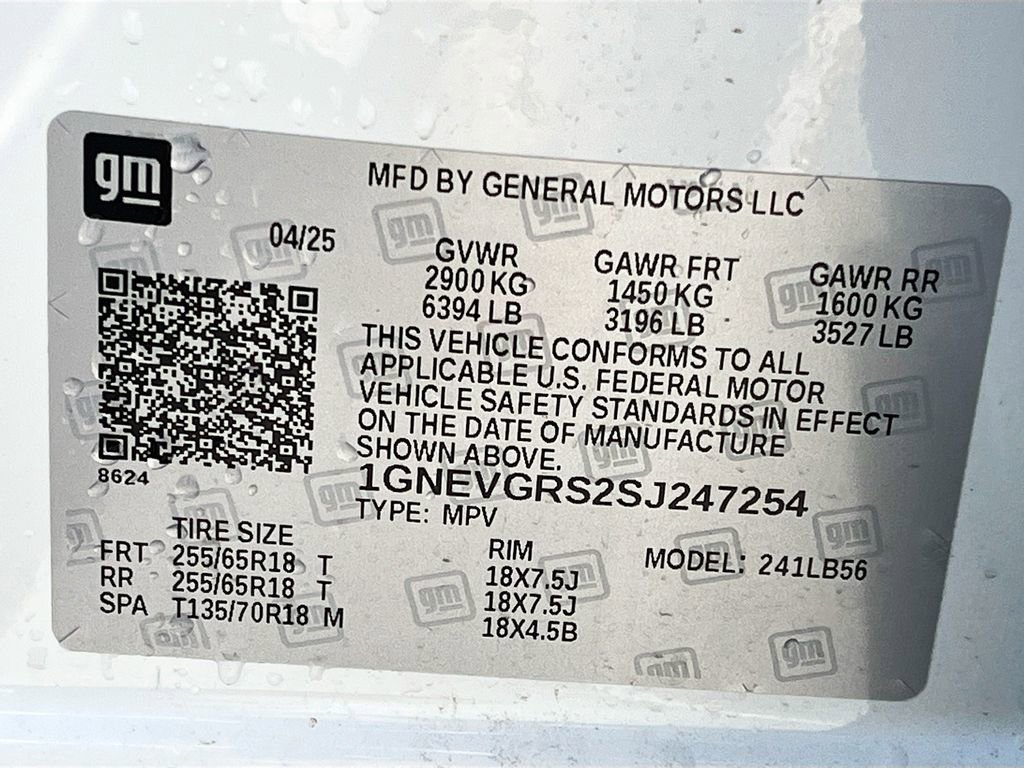 gm
MFD BY GENERAL MOTORS LLC
04/25
GVWR GAWR FRT GAWR RR
2900 KG 1450 KG 1600 KG
6394 LB 3196 LB 3527 LB
THIS VEHICLE CONFORMS TO ALL
APPLICABLE U.S. FEDERAL MOTOR
VEHICLE SAFETY STANDARDS IN EFFECT
ON THE DATE OF MANUFACTURE
SHOWN ABOVE.
8624
1GNEVGRS2SJ247254
TYPE: MPV
TIRE SIZE RIM MODEL: 241LB56
FRT 255/65R18 T 18X7.5J
RR 255/65R18 T 18X7.5J
SPA T135/70R18 M 18X4.5B